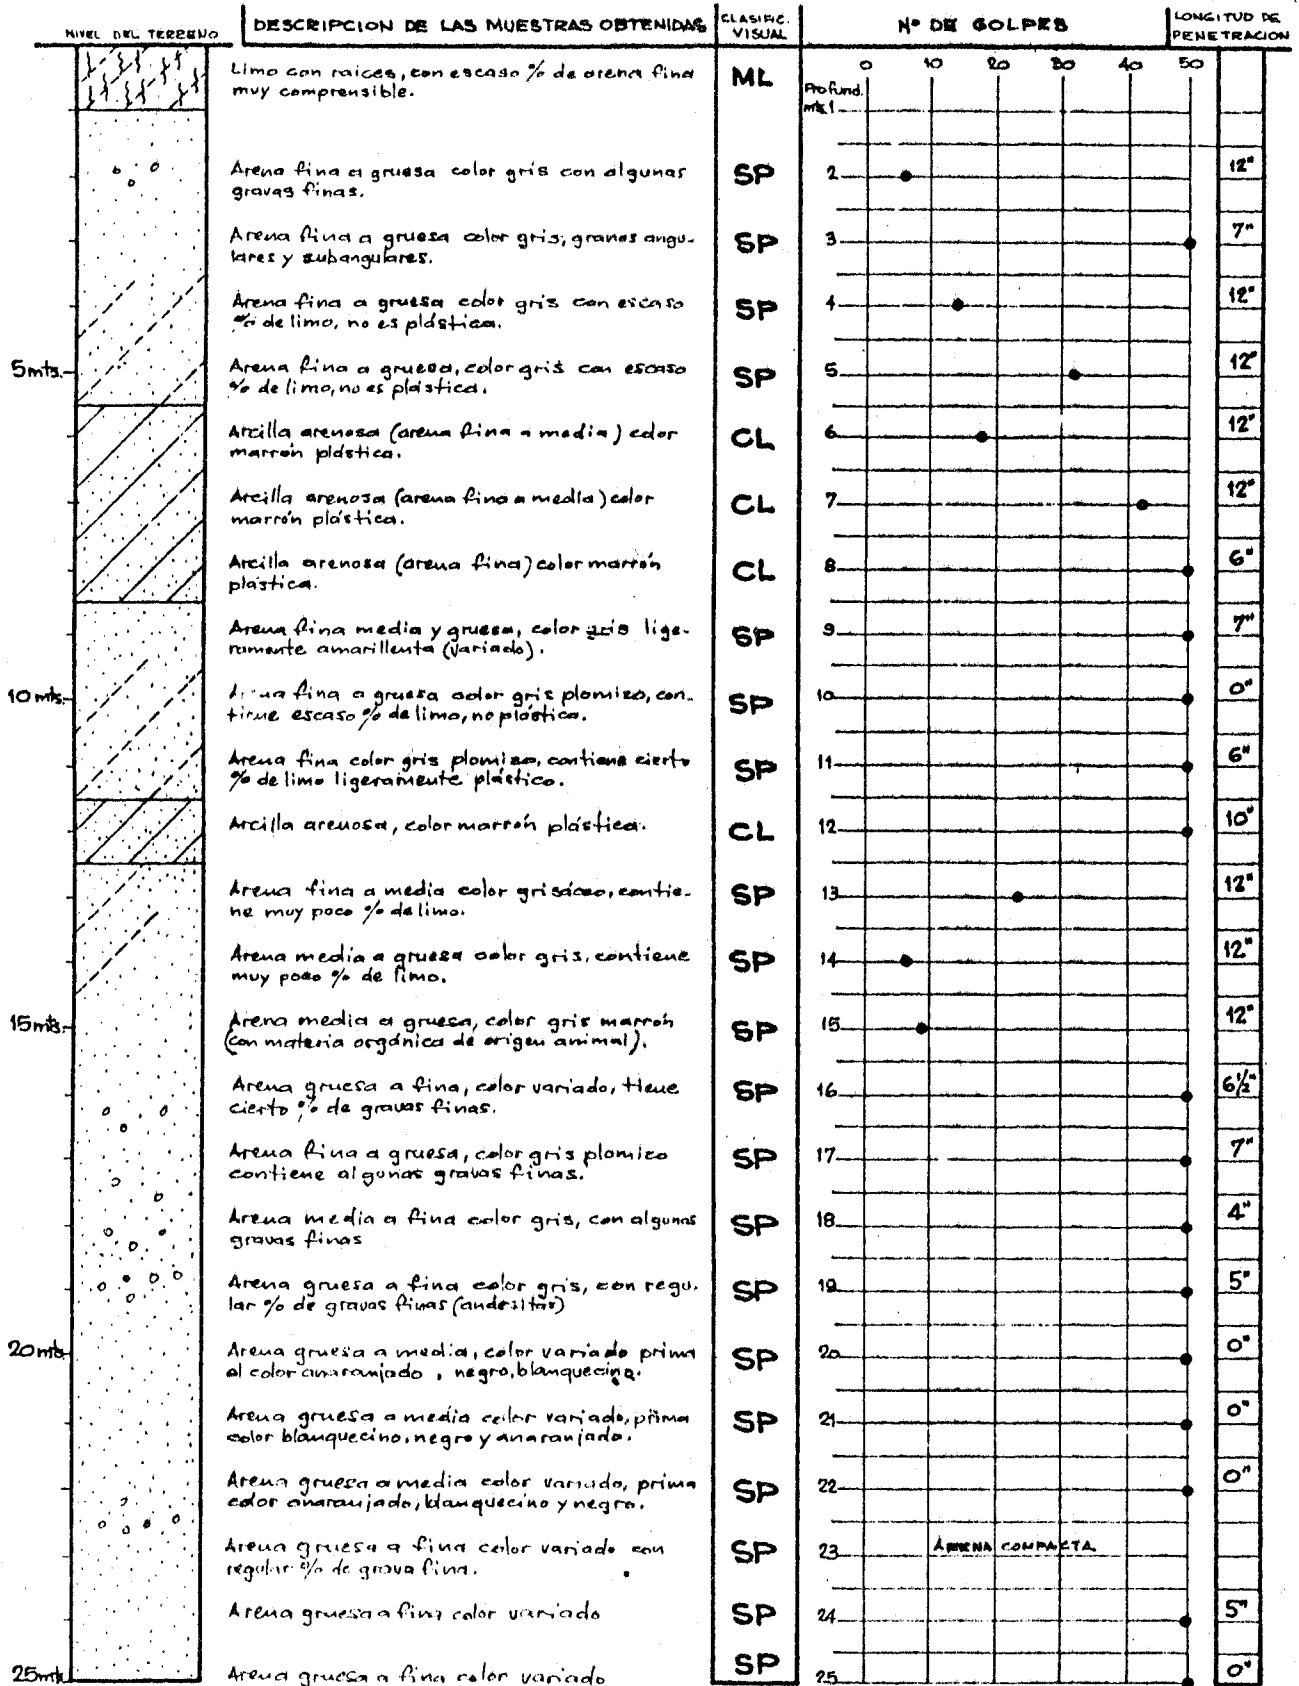 NIVEL DEL TERRENO
DESCRIPCION DE LAS MUESTRAS OBTENIDAS
CLASIFIC.
VISUAL
Nº DE GOLPES
LONGITUD DE
PENETRACION
0 10 20 30 40 50
Limo con raices, con escaso % de arena fina
muy comprensible.
ML
Profund.
mts.1
Arena fina a gruesa color gris con algunas
gravas finas.
SP
2
12"
Arena fina a gruesa color gris, granos angu-
lares y subangulares.
SP
3
7"
Arena fina a gruesa color gris con escaso
% de limo, no es plástica.
SP
4
12"
5mts.
Arena fina a gruesa, color gris con escaso
% de limo, no es plástica.
SP
5
12"
Arcilla arenosa (arena fina a media) color
marrón plástica.
CL
6
12"
Arcilla arenosa (arena fina a media) color
marrón plástica.
CL
7
12"
Arcilla arenosa (arena fina) color marrón
plástica.
CL
8
6"
Arena fina media y gruesa, color gris lige-
ramente amarillenta (variado).
SP
9
7"
10 mts.
Arena fina a gruesa color gris plomizo, con-
tiene escaso % de limo, no plástica.
SP
10
0"
Arena fina color gris plomizo, contiene cierto
% de limo ligeramente plástico.
SP
11
6"
Arcilla arenosa, color marrón plástica.
CL
12
10"
Arena fina a media color grisáceo, contie-
ne muy poco % de limo.
SP
13
12"
Arena media a gruesa color gris, contiene
muy poco % de limo.
SP
14
12"
15mts.
Arena media a gruesa, color gris marrón
(con materia orgánica de origen animal).
SP
15
12"
Arena gruesa a fina, color variado, tiene
cierto % de gravas finas.
SP
16
6½"
Arena fina a gruesa, color gris plomizo
contiene algunas gravas finas.
SP
17
7"
Arena media a fina color gris, con algunas
gravas finas
SP
18
4"
Arena gruesa a fina color gris, con regu-
lar % de gravas finas (andesitas)
SP
19
5"
20mts
Arena gruesa a media, color variado prima
el color anaranjado, negro, blanquecino.
SP
20
0"
Arena gruesa a media color variado, prima
color blanquecino, negro y anaranjado.
SP
21
0"
Arena gruesa a media color variado, prima
color anaranjado, blanquecino y negro.
SP
22
0"
Arena gruesa a fina color variado con
regular % de grava fina.
SP
23
ARENA COMPACTA
Arena gruesa a fina color variado
SP
24
5"
25mts
Arena gruesa a fina color variado
SP
25
0"